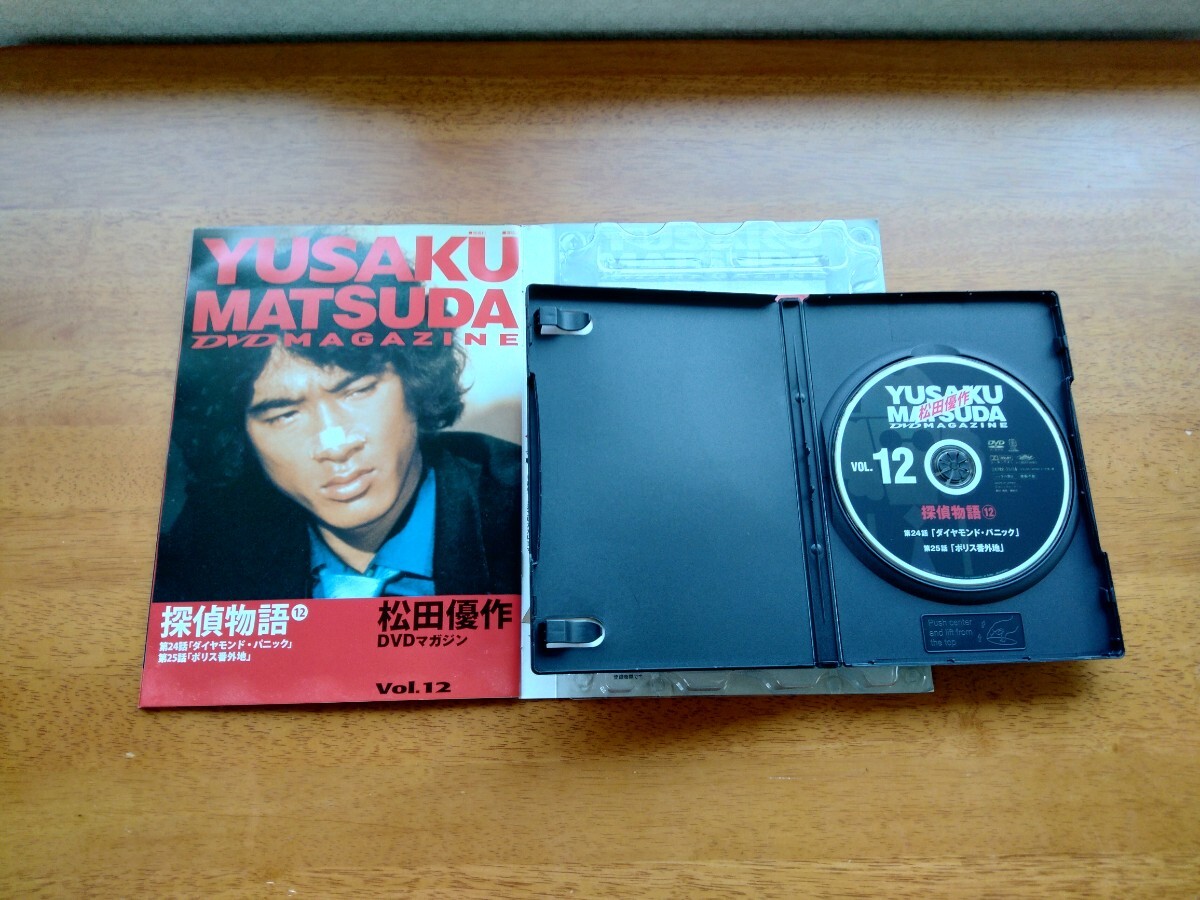 YUSAKU
MATSUDA
DVD MAGAZINE
探偵物語⑫
第24話「ダイヤモンド・パニック」
第25話「ポリス番外地」
松田優作
DVDマガジン
Vol.12
YUSAKU
松田優作
MATSUDA
DVD MAGAZINE
VOL.12
探偵物語⑫
第24話「ダイヤモンド・パニック」
第25話「ポリス番外地」
Push center
and lift from
the top